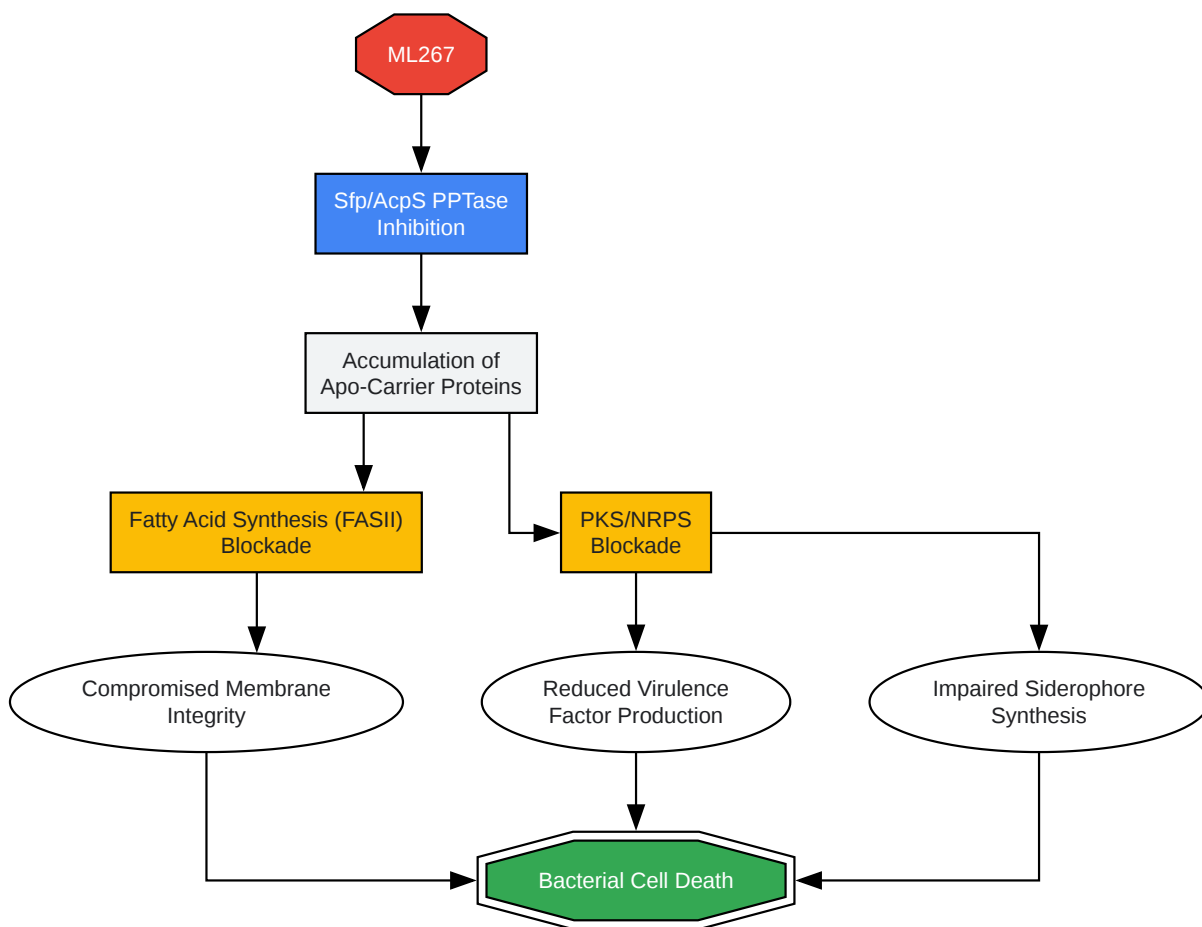 ML267
Sfp/AcpS PPTase
Inhibition
Accumulation of
Apo-Carrier Proteins
Fatty Acid Synthesis (FASII)
Blockade
PKS/NRPS
Blockade
Compromised Membrane
Integrity
Reduced Virulence
Factor Production
Impaired Siderophore
Synthesis
Bacterial Cell Death